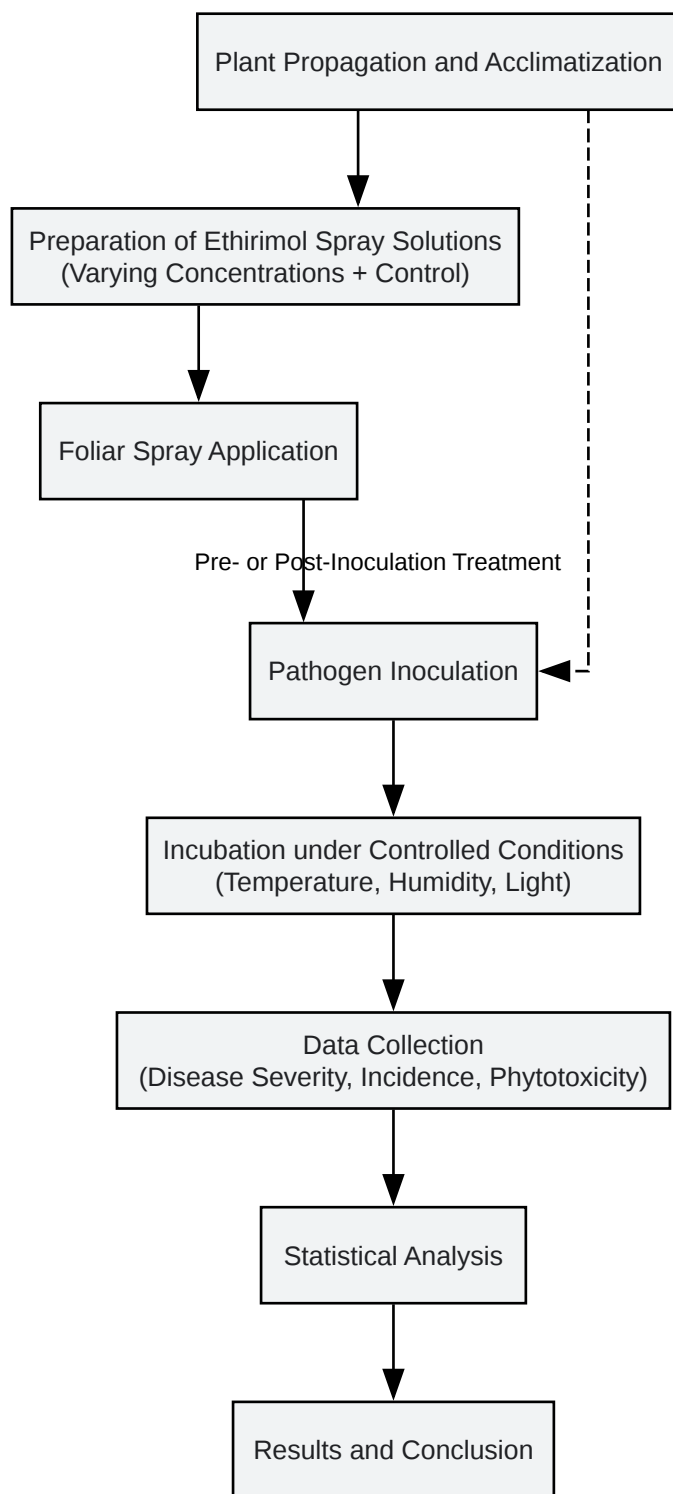 Plant Propagation and Acclimatization
Preparation of Ethirimol Spray Solutions
(Varying Concentrations + Control)
Foliar Spray Application
Pre- or Post-Inoculation Treatment
Pathogen Inoculation
Incubation under Controlled Conditions
(Temperature, Humidity, Light)
Data Collection
(Disease Severity, Incidence, Phytotoxicity)
Statistical Analysis
Results and Conclusion